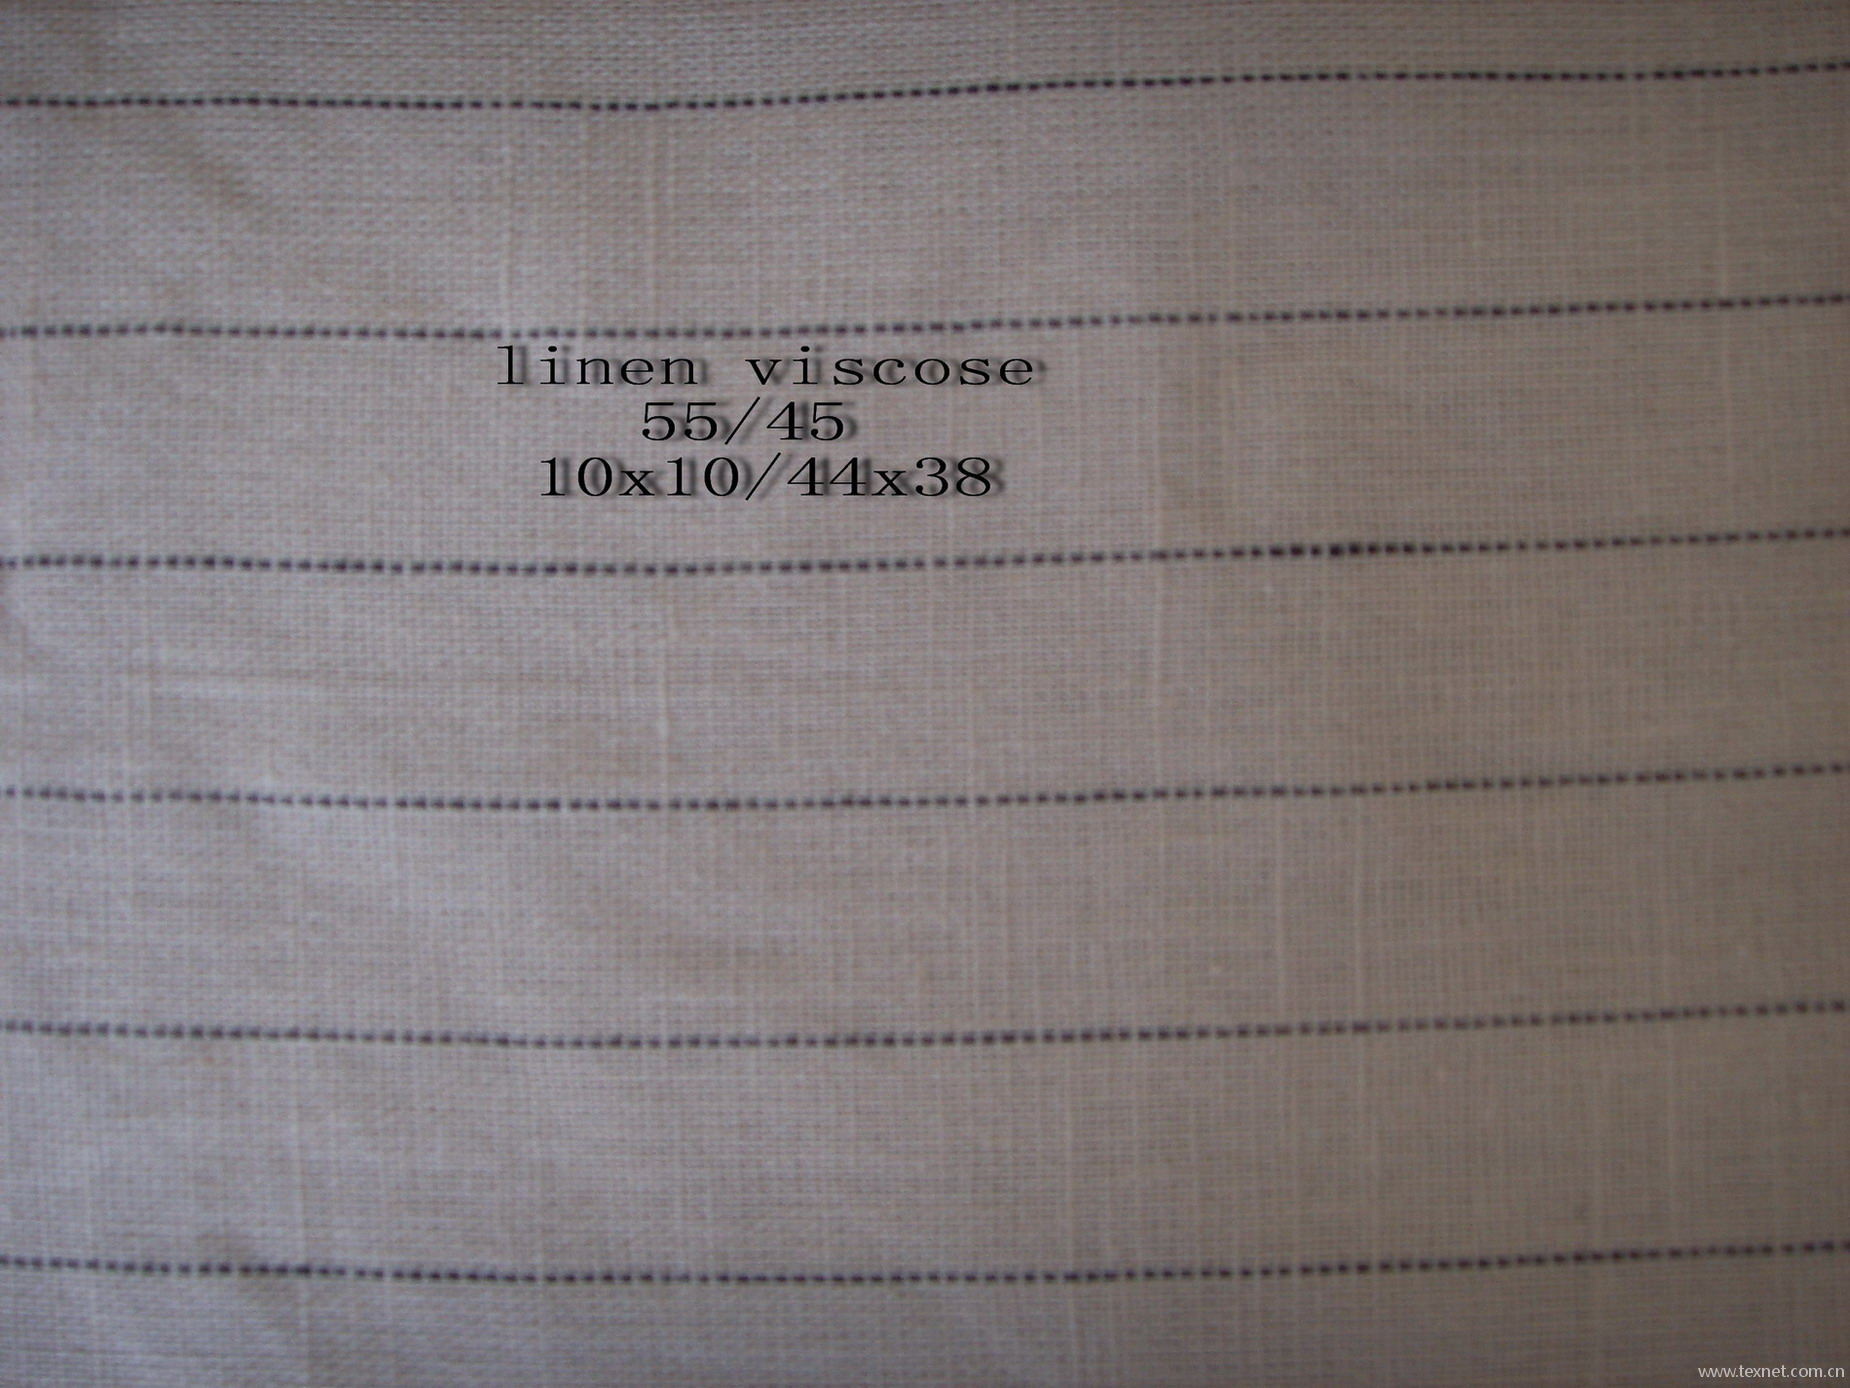 linen viscose
55/45
10x10/44x38
www.texnet.com.cn